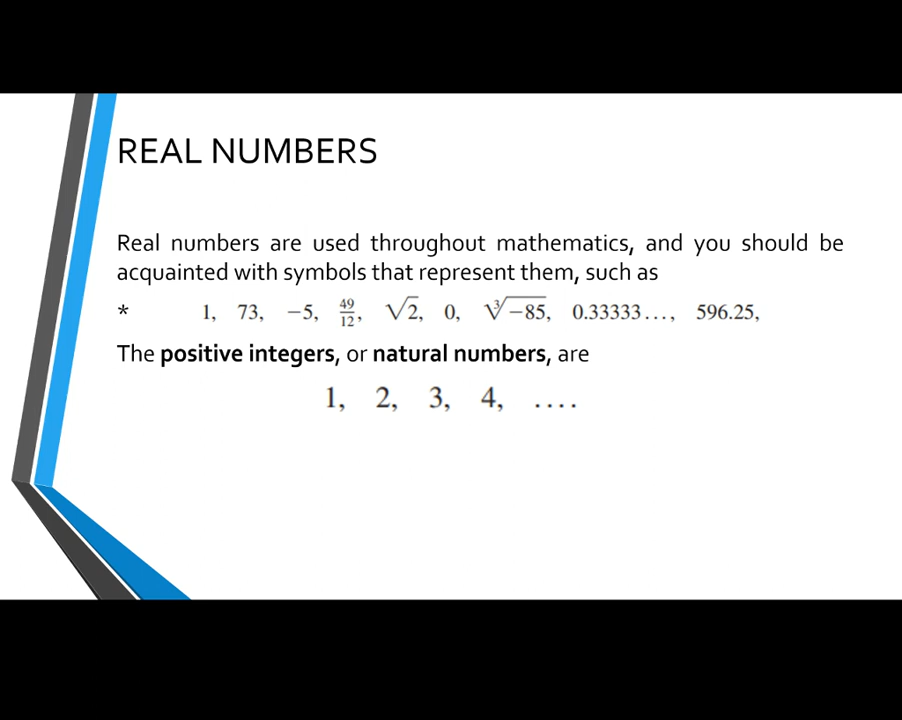 REAL NUMBERS
Real numbers are used throughout mathematics, and you should be
acquainted with symbols that represent them, such as
* 1, 73, −5, 49/12, √2, 0, ∛−85, 0.33333..., 596.25,
The positive integers, or natural numbers, are
1, 2, 3, 4, ....